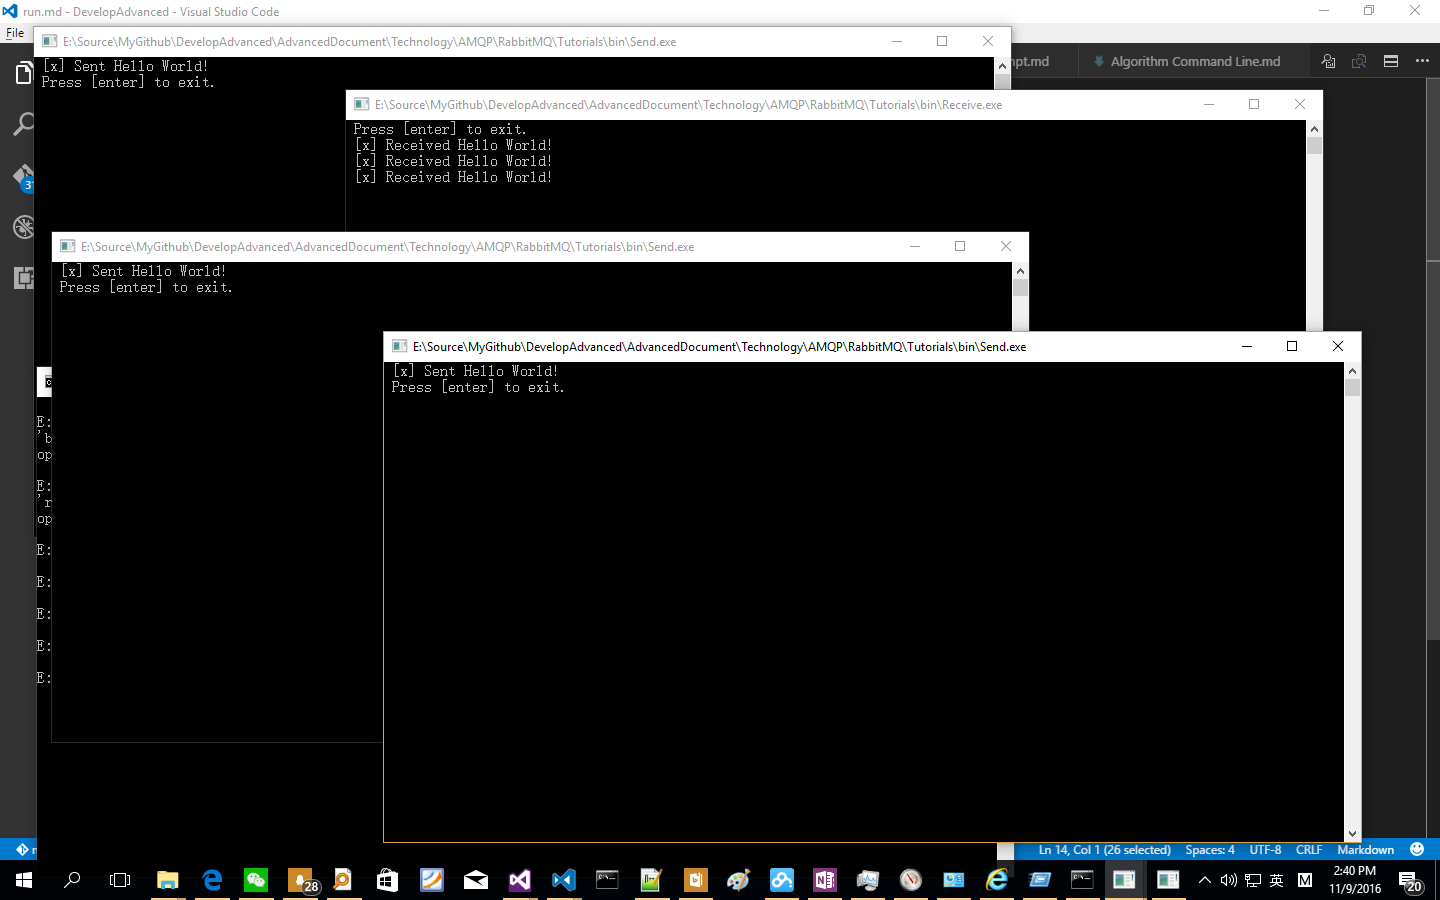 run.md - DevelopAdvanced - Visual Studio Code
File
E:\Source\MyGithub\DevelopAdvanced\AdvancedDocument\Technology\AMQP\RabbitMQ\Tutorials\bin\Send.exe
[x] Sent Hello World!
Press [enter] to exit.
npt.md
Algorithm Command Line.md
E:\Source\MyGithub\DevelopAdvanced\AdvancedDocument\Technology\AMQP\RabbitMQ\Tutorials\bin\Receive.exe
Press [enter] to exit.
[x] Received Hello World!
[x] Received Hello World!
[x] Received Hello World!
E:\Source\MyGithub\DevelopAdvanced\AdvancedDocument\Technology\AMQP\RabbitMQ\Tutorials\bin\Send.exe
[x] Sent Hello World!
Press [enter] to exit.
E:\Source\MyGithub\DevelopAdvanced\AdvancedDocument\Technology\AMQP\RabbitMQ\Tutorials\bin\Send.exe
[x] Sent Hello World!
Press [enter] to exit.
E:
'b
op
E:
'r
op
E:
E:
E:
E:
E:
Ln 14, Col 1 (26 selected) Spaces: 4 UTF-8 CRLF Markdown
28
英 M
2:40 PM
11/9/2016
20